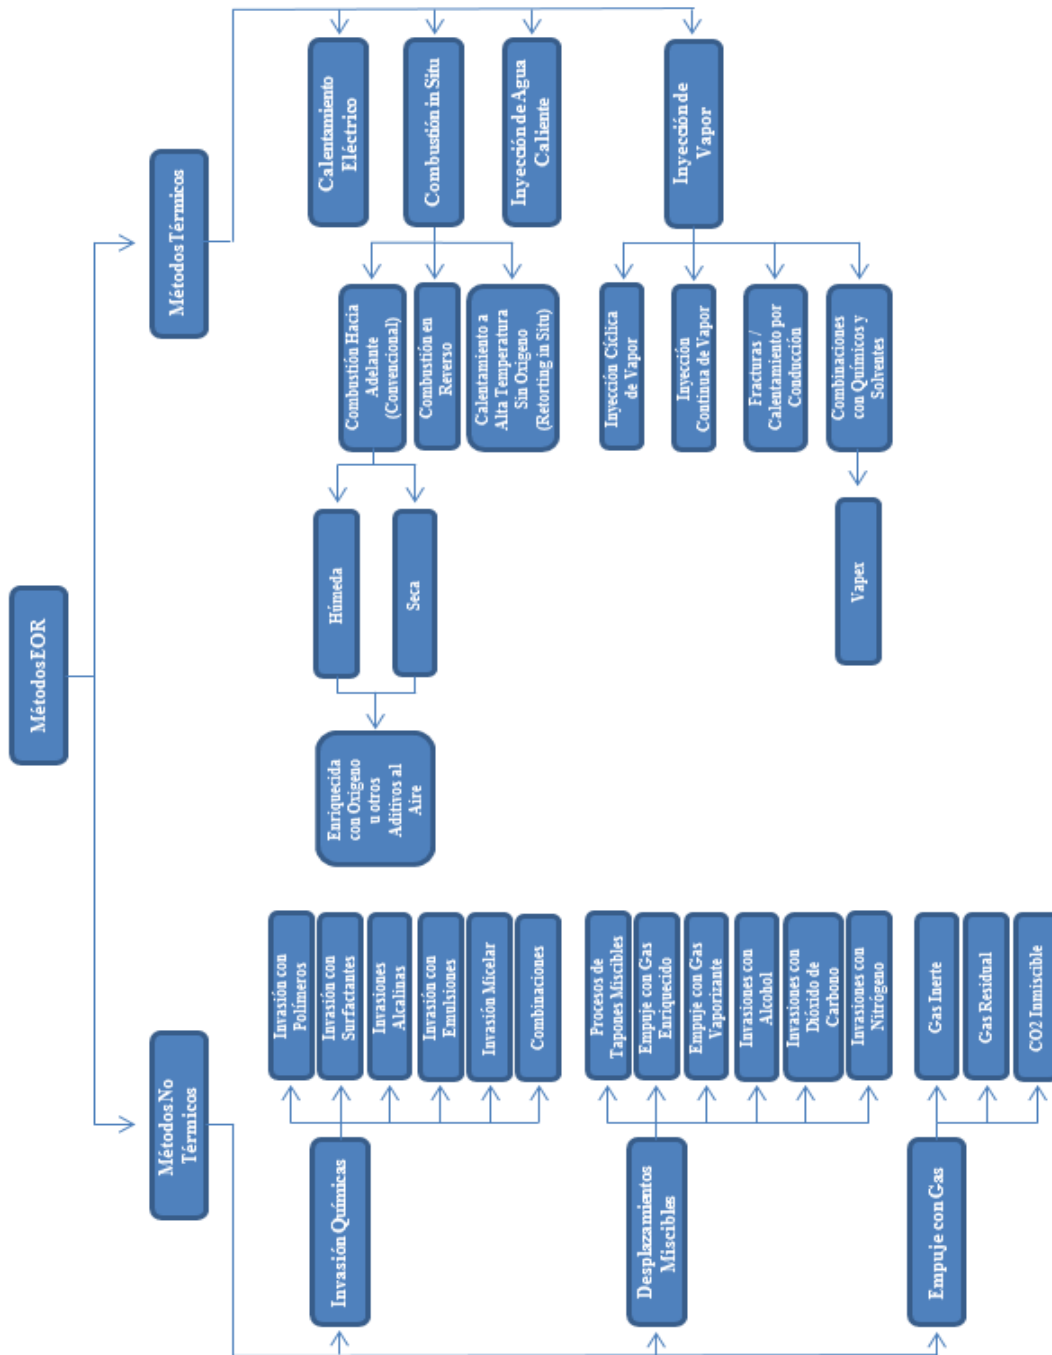 Métodos EOR
Métodos No
Térmicos
Métodos Térmicos
Invasión Químicas
Invasión con
Polímeros
Invasión con
Surfactantes
Invasiones
Alcalinas
Invasión con
Emulsiones
Invasión Micelar
Combinaciones
Desplazamientos
Miscibles
Procesos de
Tapones Miscibles
Empuje con Gas
Enriquecido
Empuje con Gas
Vaporizante
Invasiones con
Alcohol
Invasiones con
Dióxido de
Carbono
Invasiones con
Nitrógeno
Empuje con Gas
Gas Inerte
Gas Residual
CO2 Inmiscible
Calentamiento
Eléctrico
Combustión in Situ
Combustión Hacia
Adelante
(Convencional)
Húmeda
Seca
Enriquecida
con Oxigeno
u otros
Aditivos al
Aire
Combustión en
Reverso
Calentamiento a
Alta Temperatura
Sin Oxigeno
(Retorting in Situ)
Inyección de Agua
Caliente
Inyección de
Vapor
Inyección Cíclica
de Vapor
Inyección
Continua de Vapor
Fracturas /
Calentamiento por
Conducción
Combinaciones
con Químicos y
Solventes
Vapex